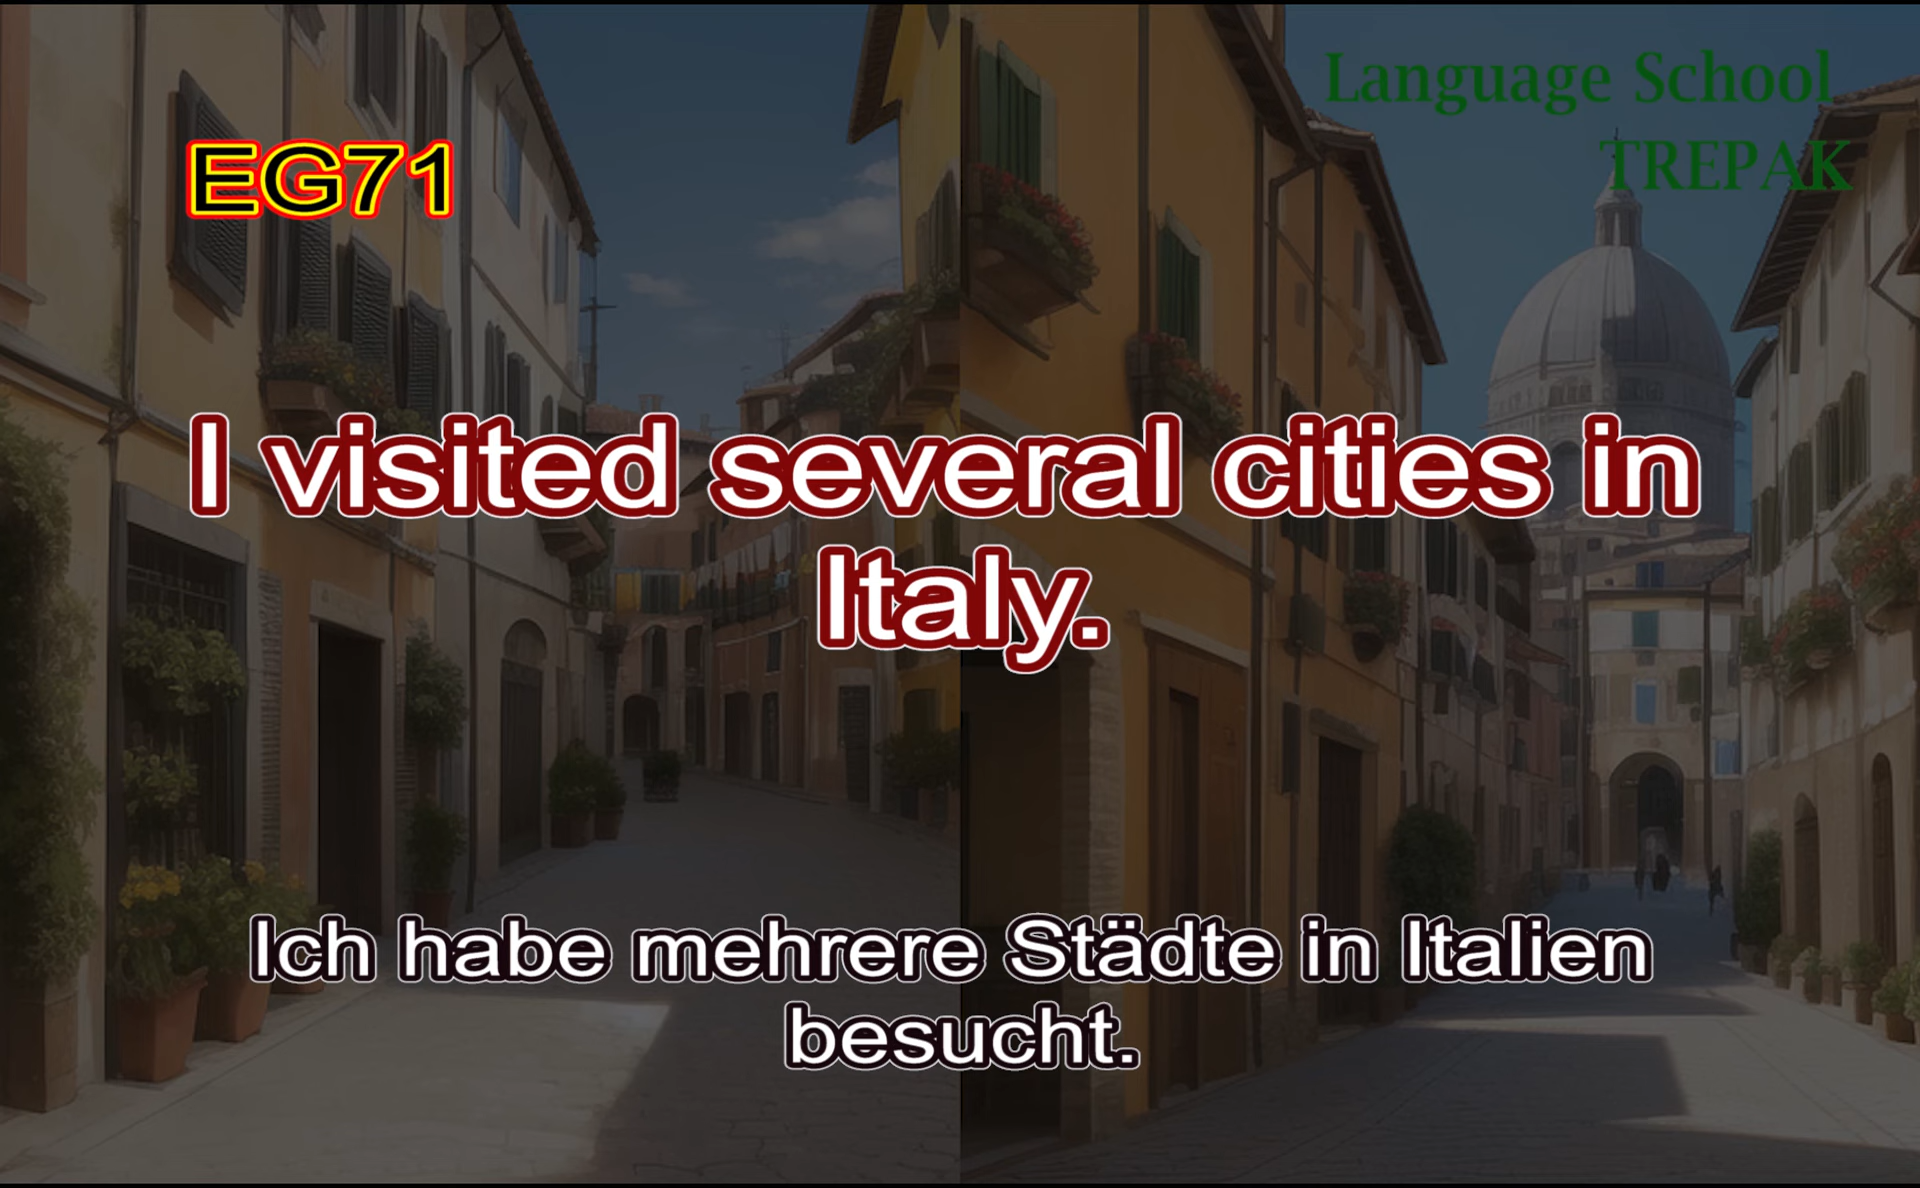 Language School
TREPAK
EG71
I visited several cities in
Italy.
Ich habe mehrere Städte in Italien
besucht.